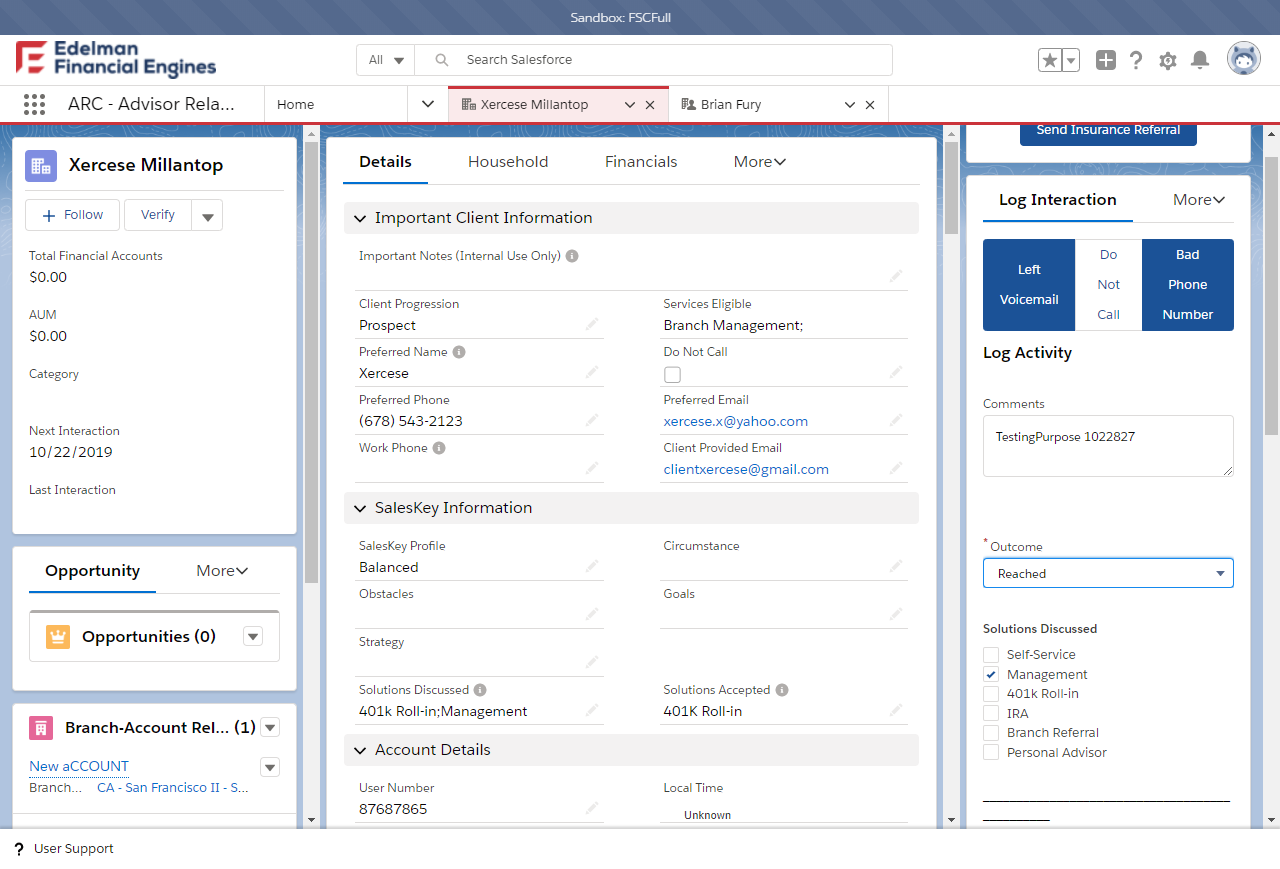 Sandbox: FSCFull
Edelman
Financial Engines
All
Search Salesforce
ARC - Advisor Rela...
Home
Xercese Millantop
Brian Fury
Xercese Millantop
Follow
Verify
Total Financial Accounts
$0.00
AUM
$0.00
Category
Next Interaction
10/22/2019
Last Interaction
Opportunity
More
Opportunities (0)
Branch-Account Rel... (1)
New aCCOUNT
Branch... CA - San Francisco II - S...
Details
Household
Financials
More
Important Client Information
Important Notes (Internal Use Only)
Client Progression
Prospect
Services Eligible
Branch Management;
Preferred Name
Xercese
Do Not Call
Preferred Phone
(678) 543-2123
Preferred Email
xercese.x@yahoo.com
Work Phone
Client Provided Email
clientxercese@gmail.com
SalesKey Information
SalesKey Profile
Balanced
Circumstance
Obstacles
Goals
Strategy
Solutions Discussed
401k Roll-in;Management
Solutions Accepted
401K Roll-in
Account Details
User Number
87687865
Local Time
Unknown
Send Insurance Referral
Log Interaction
More
Left
Voicemail
Do
Not
Call
Bad
Phone
Number
Log Activity
Comments
TestingPurpose 1022827
* Outcome
Reached
Solutions Discussed
Self-Service
Management
401k Roll-in
IRA
Branch Referral
Personal Advisor
? User Support